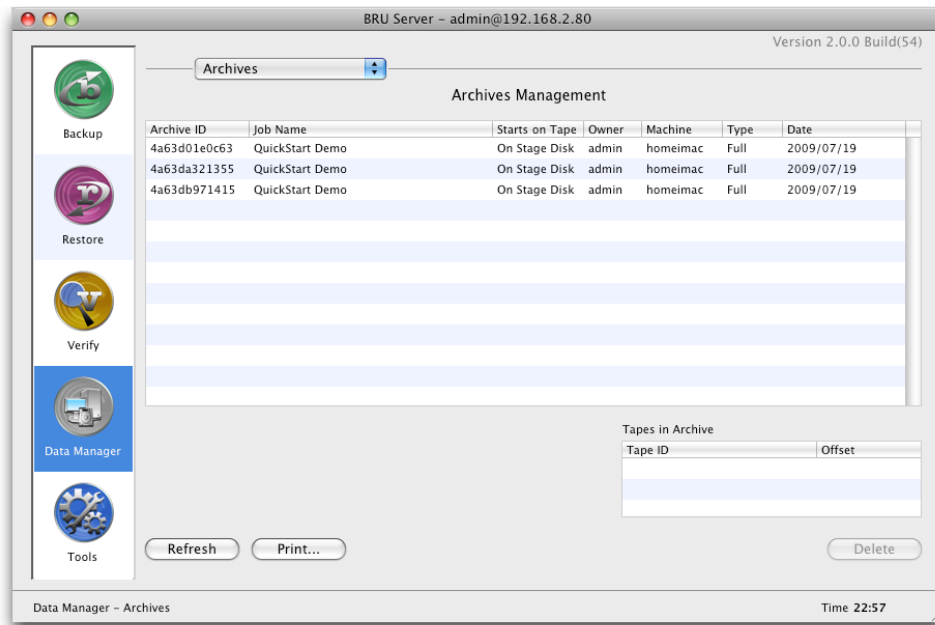 BRU Server – admin@192.168.2.80
Version 2.0.0 Build(54)
Archives
Archives Management
Backup
Restore
Verify
Data Manager
Tools
Archive ID Job Name Starts on Tape Owner Machine Type Date
4a63d01e0c63 QuickStart Demo On Stage Disk admin homeimac Full 2009/07/19
4a63da321355 QuickStart Demo On Stage Disk admin homeimac Full 2009/07/19
4a63db971415 QuickStart Demo On Stage Disk admin homeimac Full 2009/07/19
Tapes in Archive
Tape ID Offset
Refresh Print... Delete
Data Manager – Archives Time 22:57